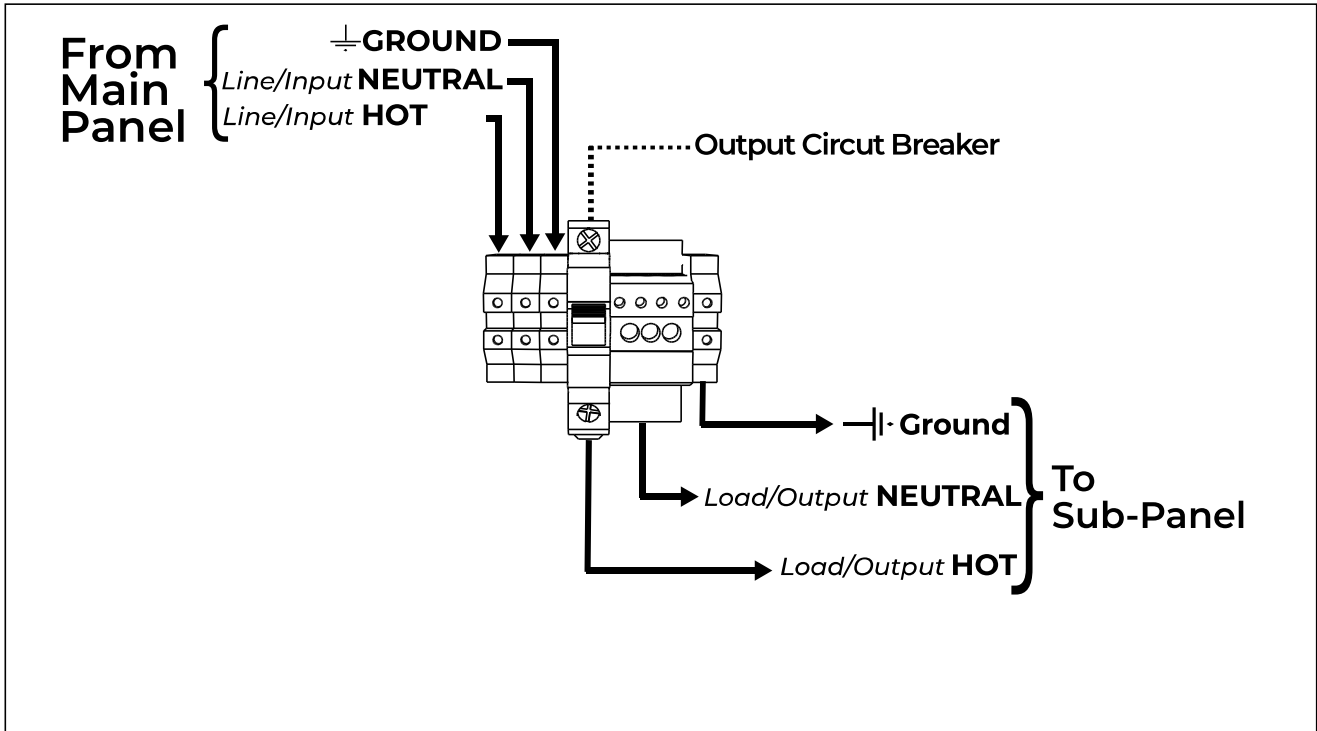 From
Main
Panel
GROUND
Line/Input NEUTRAL
Line/Input HOT
Output Circut Breaker
Ground
Load/Output NEUTRAL
Load/Output HOT
To
Sub-Panel